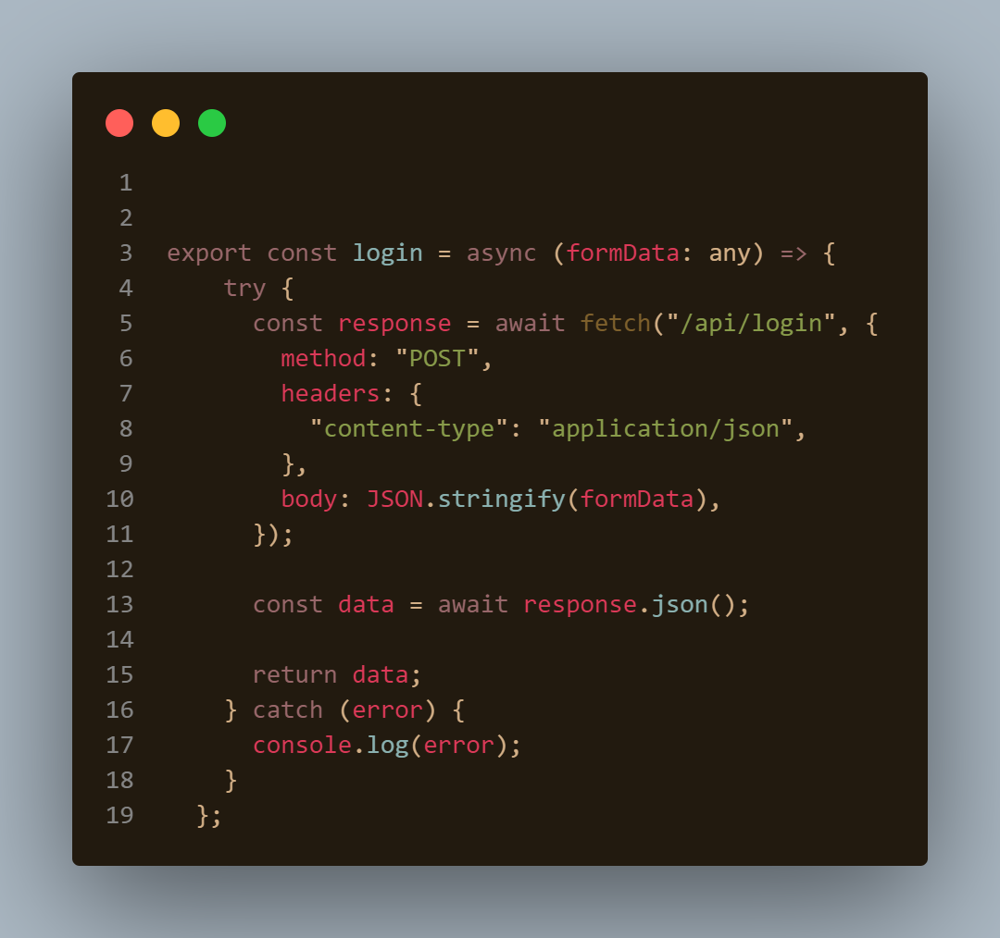 1
2
3 export const login = async (formData: any) => {
4     try {
5       const response = await fetch("/api/login", {
6         method: "POST",
7         headers: {
8           "content-type": "application/json",
9         },
10         body: JSON.stringify(formData),
11       });
12
13       const data = await response.json();
14
15       return data;
16     } catch (error) {
17       console.log(error);
18     }
19   };